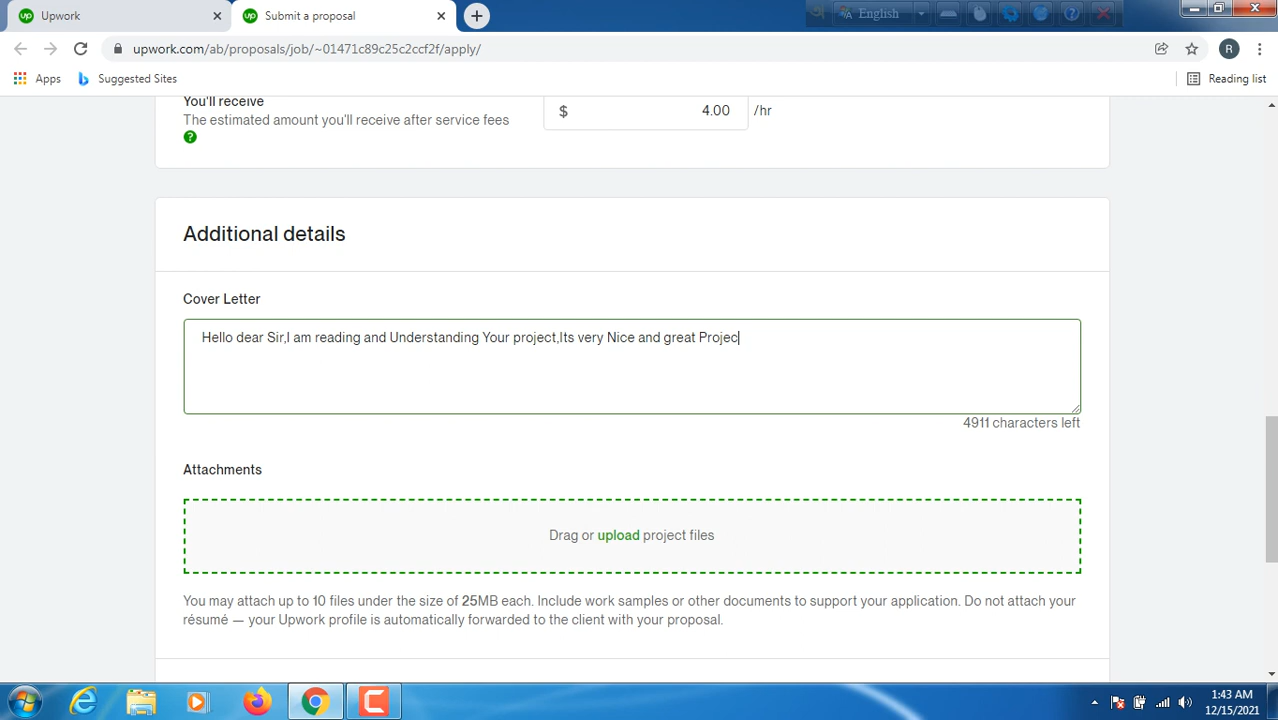 Upwork
Submit a proposal
English
upwork.com/ab/proposals/job/~01471c89c25c2ccf2f/apply/
R
Apps
Suggested Sites
Reading list
You'll receive
The estimated amount you'll receive after service fees
$ 4.00 /hr
Additional details
Cover Letter
Hello dear Sir,I am reading and Understanding Your project,Its very Nice and great Projec
4911 characters left
Attachments
Drag or upload project files
You may attach up to 10 files under the size of 25MB each. Include work samples or other documents to support your application. Do not attach your
résumé — your Upwork profile is automatically forwarded to the client with your proposal.
1:43 AM
12/15/2021